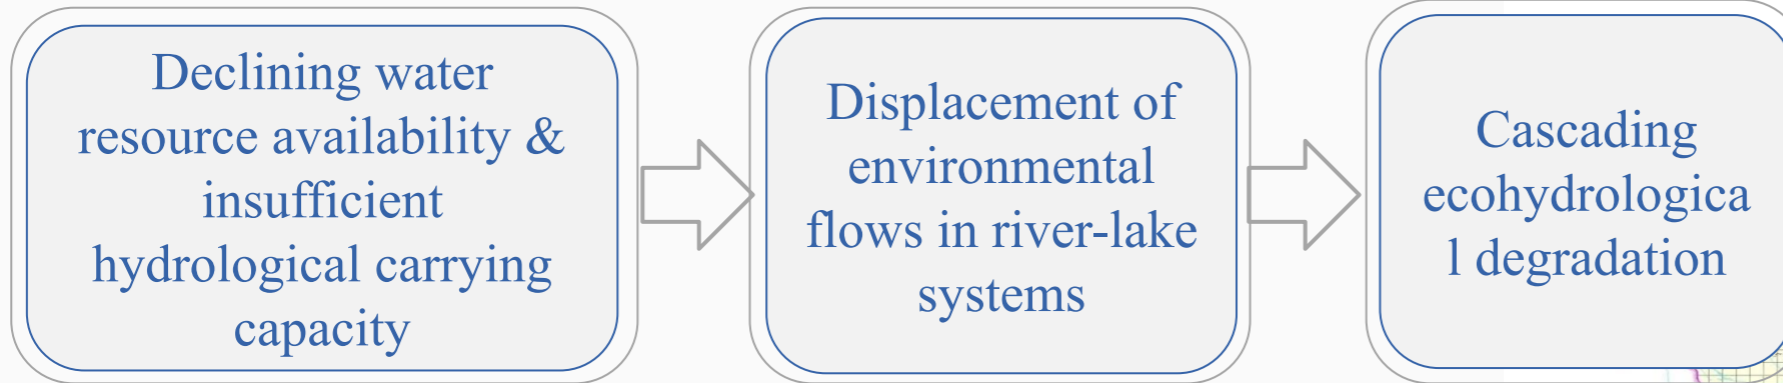 Declining water
resource availability &
insufficient
hydrological carrying
capacity
Displacement of
environmental
flows in river-lake
systems
Cascading
ecohydrologica
l degradation